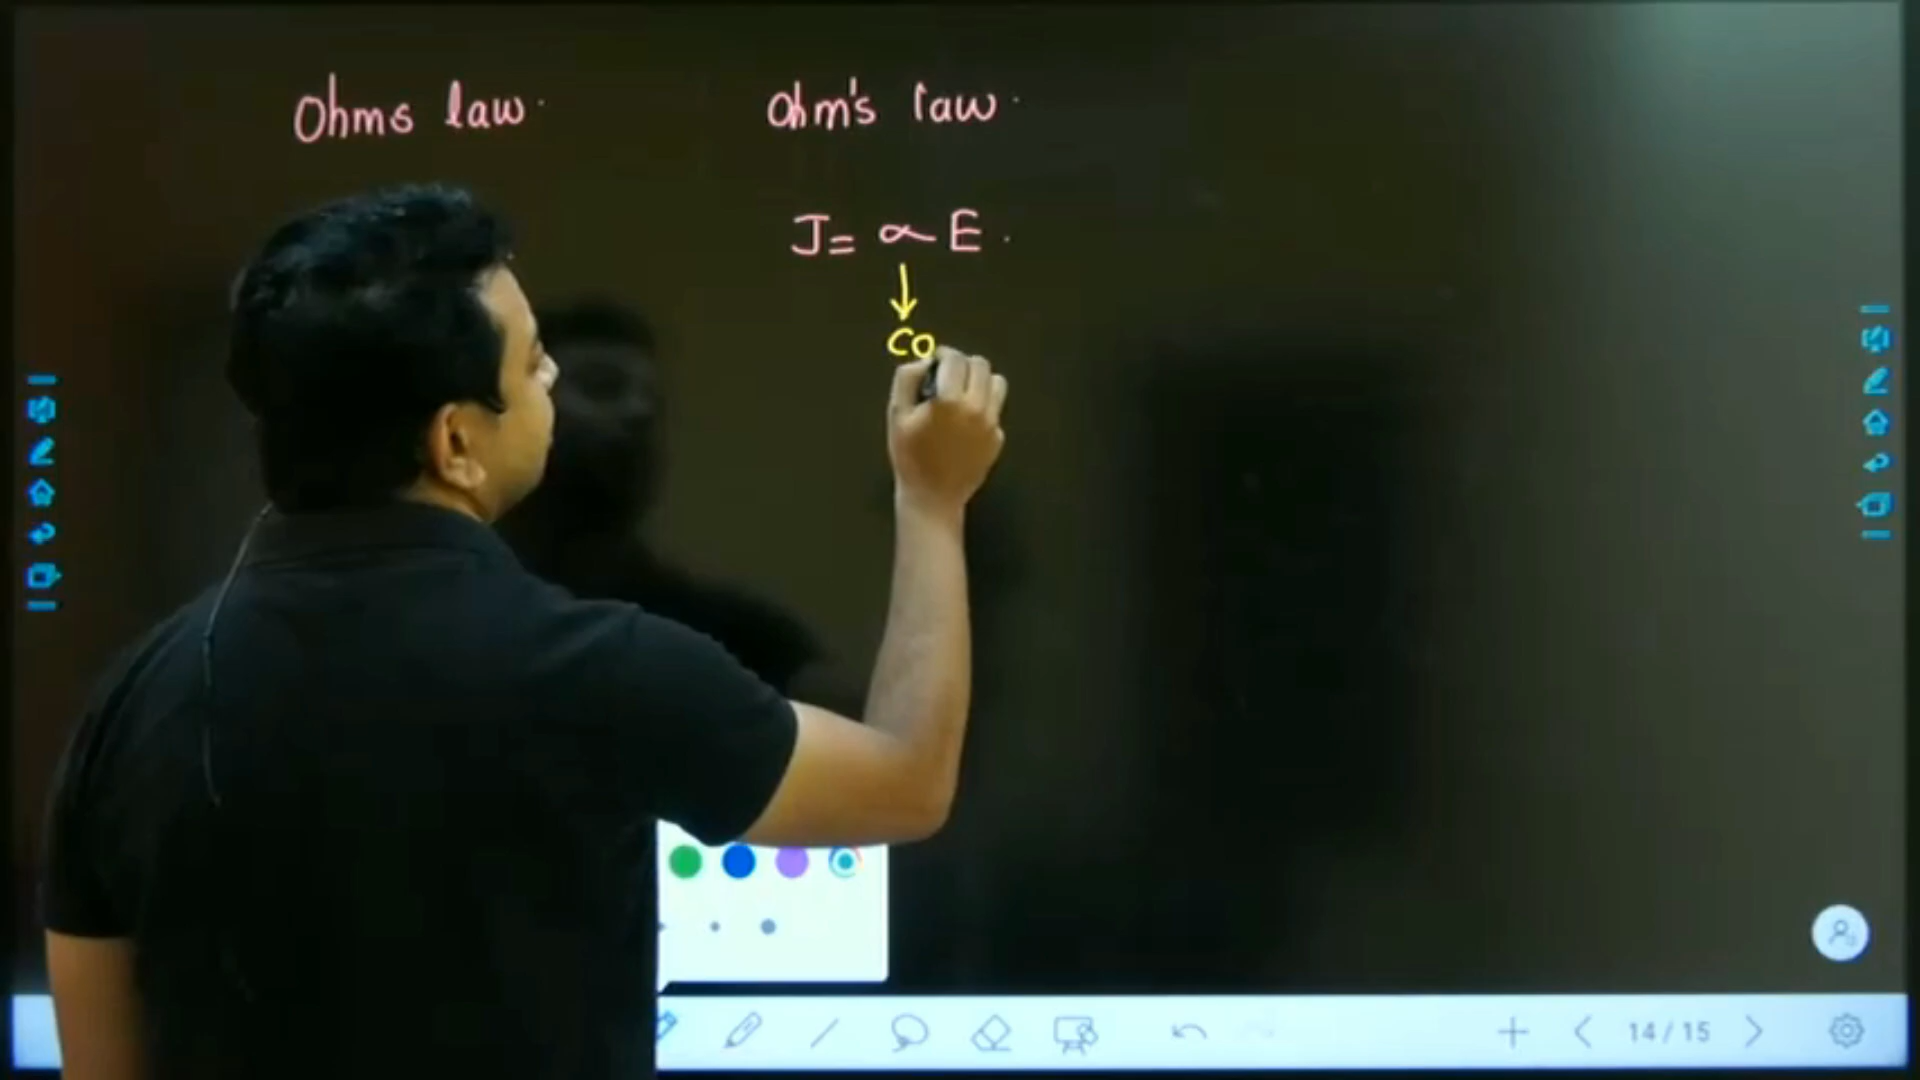 Ohms law.
Ohm's law.
J = ∝ E.
↓
Co
14/15